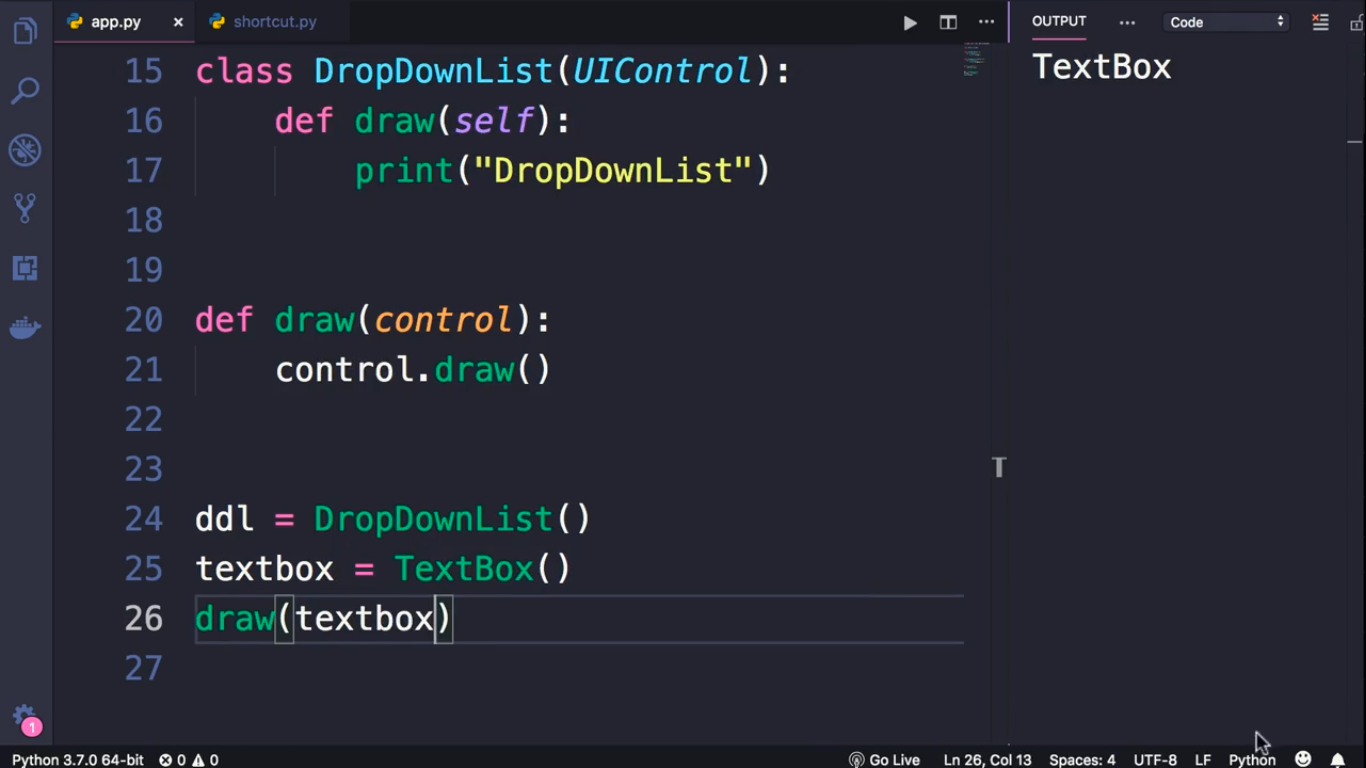 app.py × shortcut.py
15 class DropDownList(UIControl):
16     def draw(self):
17         print("DropDownList")
18
19
20 def draw(control):
21     control.draw()
22
23
24 ddl = DropDownList()
25 textbox = TextBox()
26 draw(textbox)
27
OUTPUT ... Code
TextBox
1
Python 3.7.0 64-bit 0 0 Go Live Ln 26, Col 13 Spaces: 4 UTF-8 LF Python